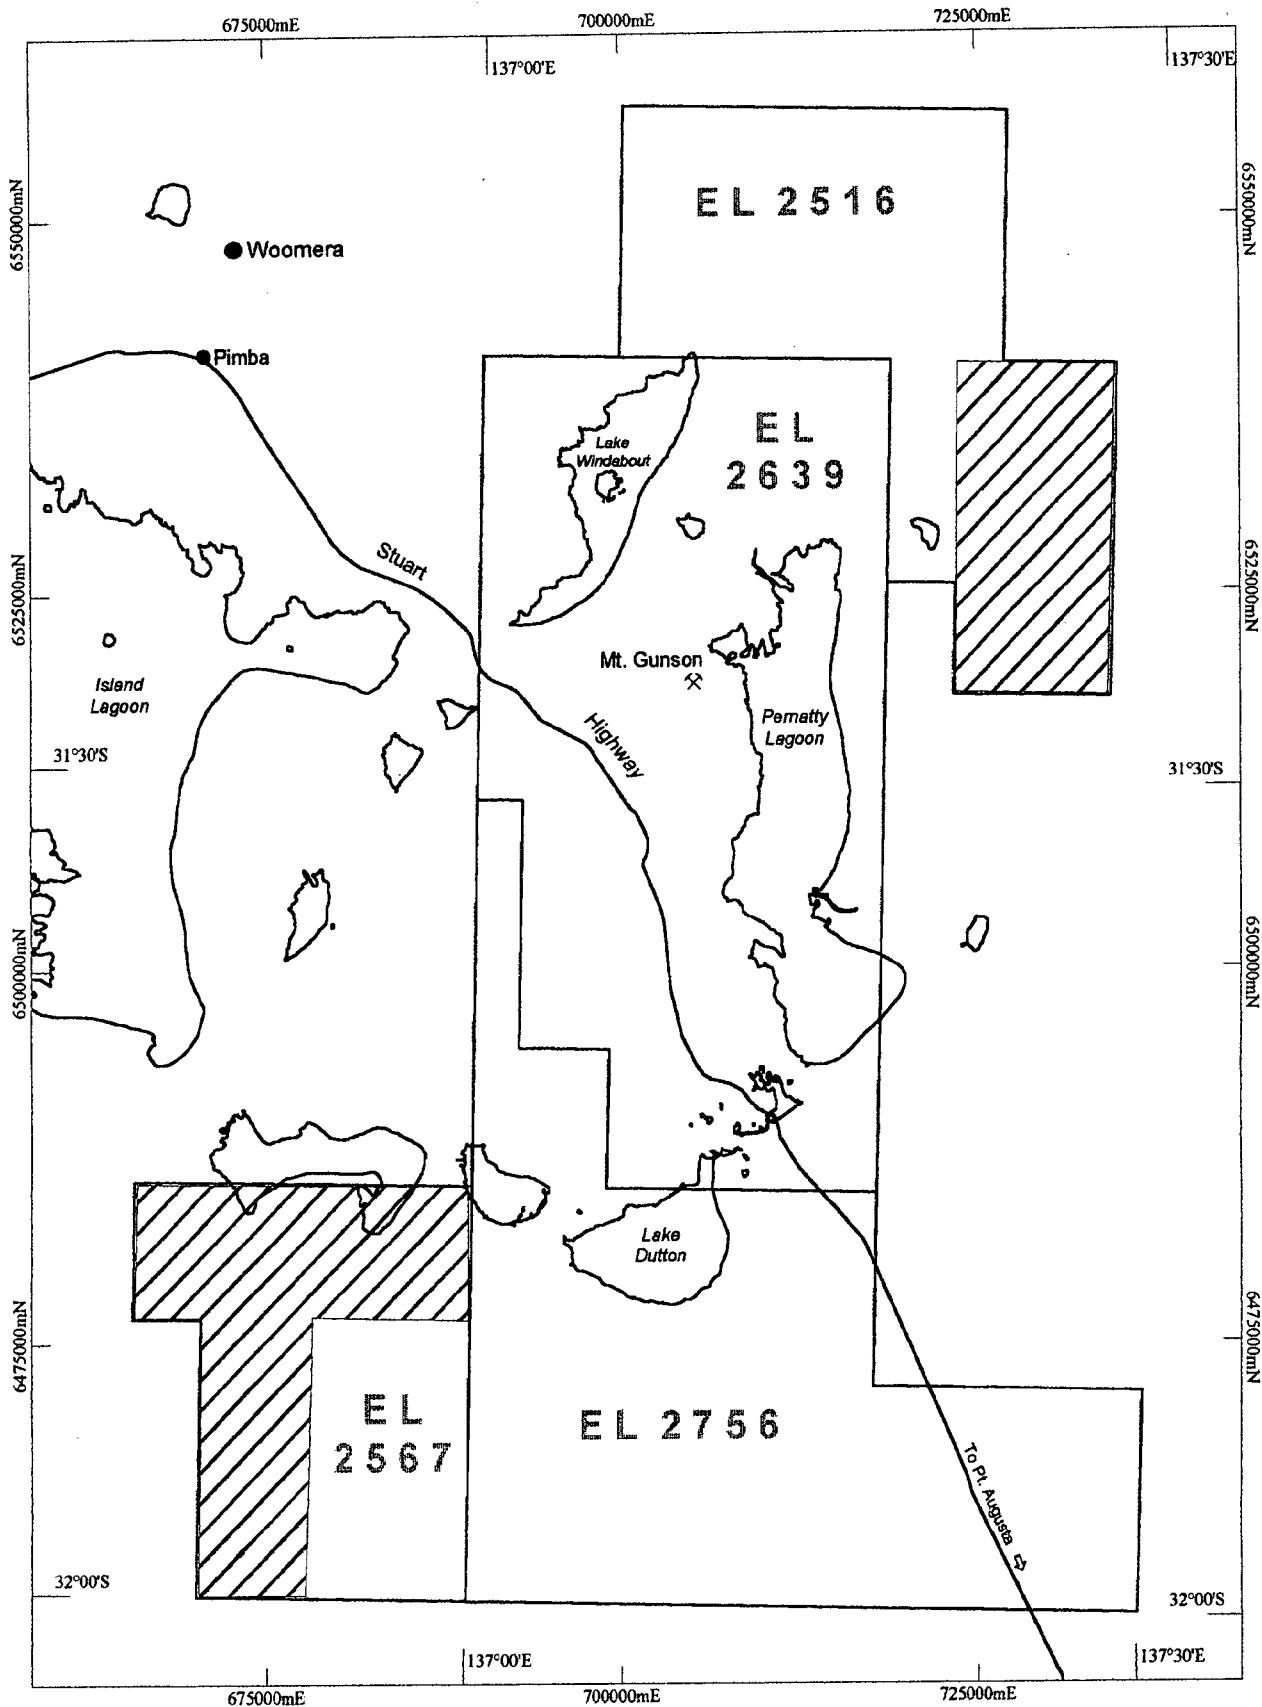 675000mE
700000mE
725000mE
137°00'E
137°30'E
EL 2516
6550000mN
6550000mN
Woomera
Pimba
EL
2639
Lake
Windabout
Stuart
6525000mN
6525000mN
Mt. Gunson
Island
Lagoon
Pernatty
Lagoon
Highway
31°30'S
31°30'S
6500000mN
6500000mN
Lake
Dutton
6475000mN
6475000mN
EL
2567
EL 2756
To Pt. Augusta
32°00'S
32°00'S
137°00'E
137°30'E
675000mE
700000mE
725000mE